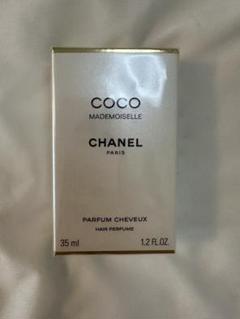 COCO
MADEMOISELLE
CHANEL
PARIS
PARFUM CHEVEUX
HAIR PERFUME
35 ml 1.2 FL.OZ.